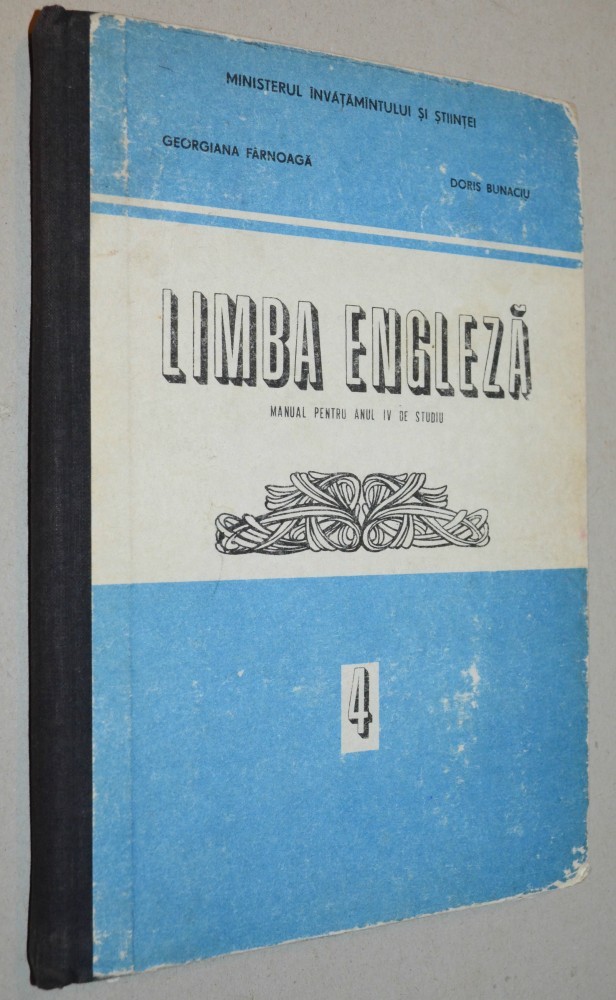 MINISTERUL ÎNVĂȚĂMÎNTULUI ȘI ȘTIINȚEI
GEORGIANA FÂRNOAGĂ
DORIS BUNACIU
LIMBA ENGLEZĂ
MANUAL PENTRU ANUL IV DE STUDIU
4